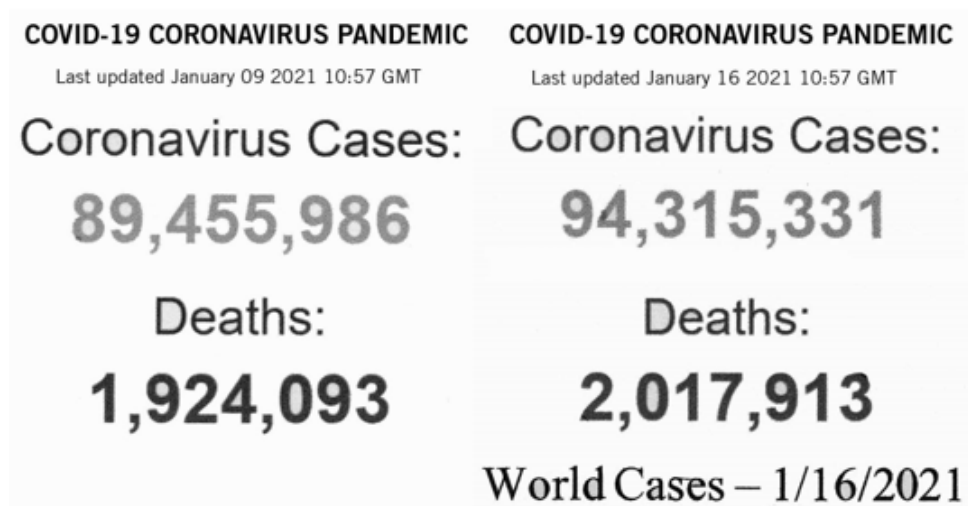 COVID-19 CORONAVIRUS PANDEMIC
Last updated January 09 2021 10:57 GMT
Coronavirus Cases:
89,455,986
Deaths:
1,924,093
COVID-19 CORONAVIRUS PANDEMIC
Last updated January 16 2021 10:57 GMT
Coronavirus Cases:
94,315,331
Deaths:
2,017,913
World Cases – 1/16/2021